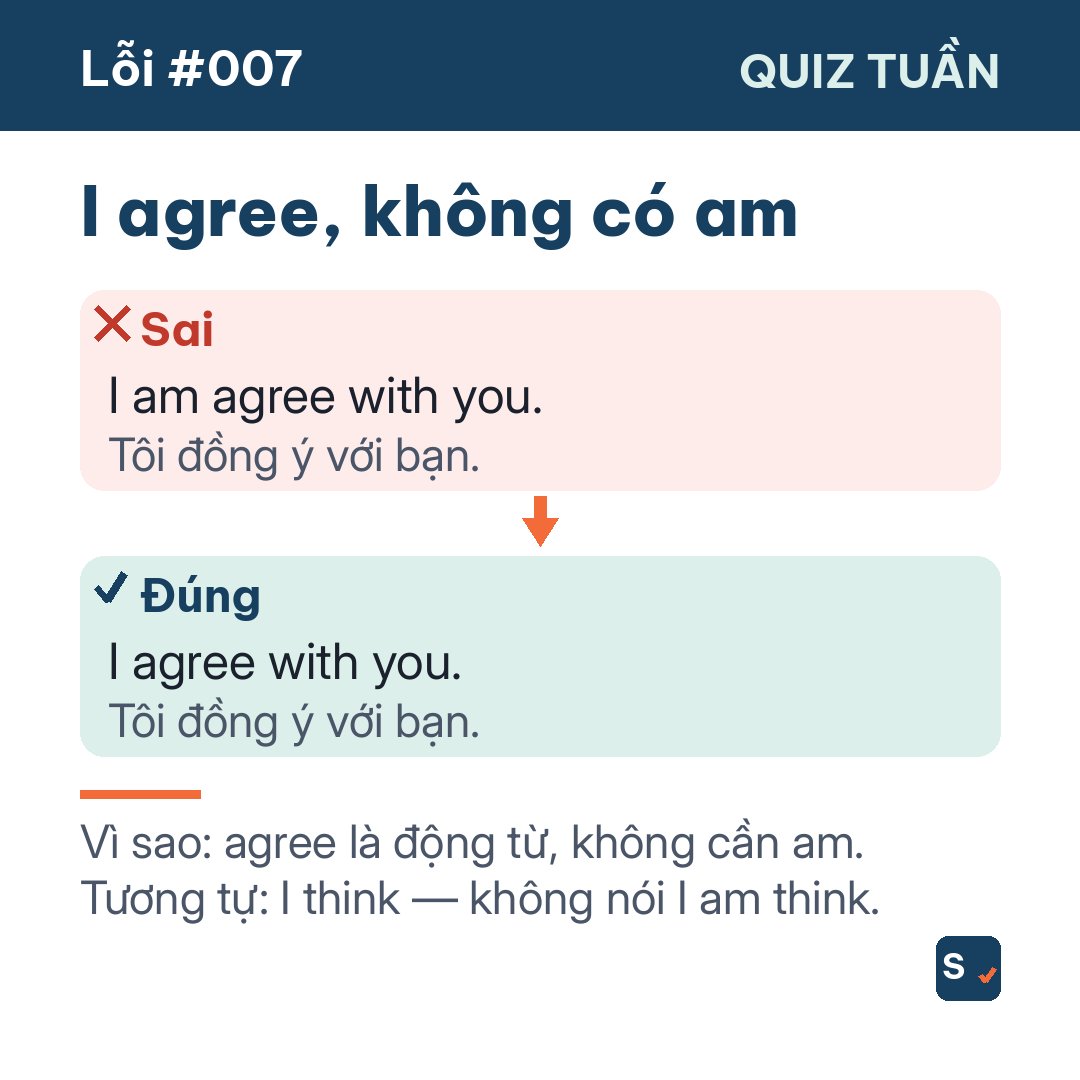 Lỗi #007
QUIZ TUẦN
I agree, không có am
Sai
I am agree with you.
Tôi đồng ý với bạn.
Đúng
I agree with you.
Tôi đồng ý với bạn.
Vì sao: agree là động từ, không cần am.
Tương tự: I think — không nói I am think.
S